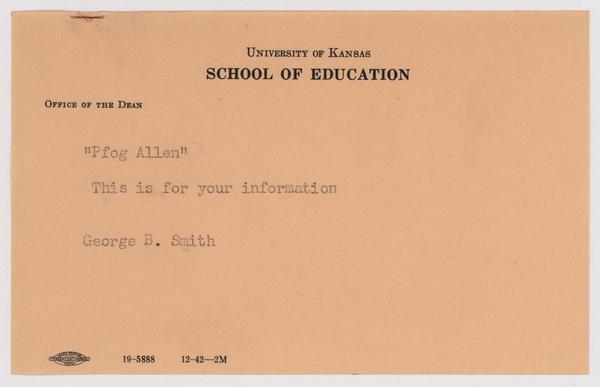 University of Kansas
SCHOOL OF EDUCATION
Office of the Dean
"Pfog Allen"
This is for your information
George B. Smith
19-5888 12-42—2M